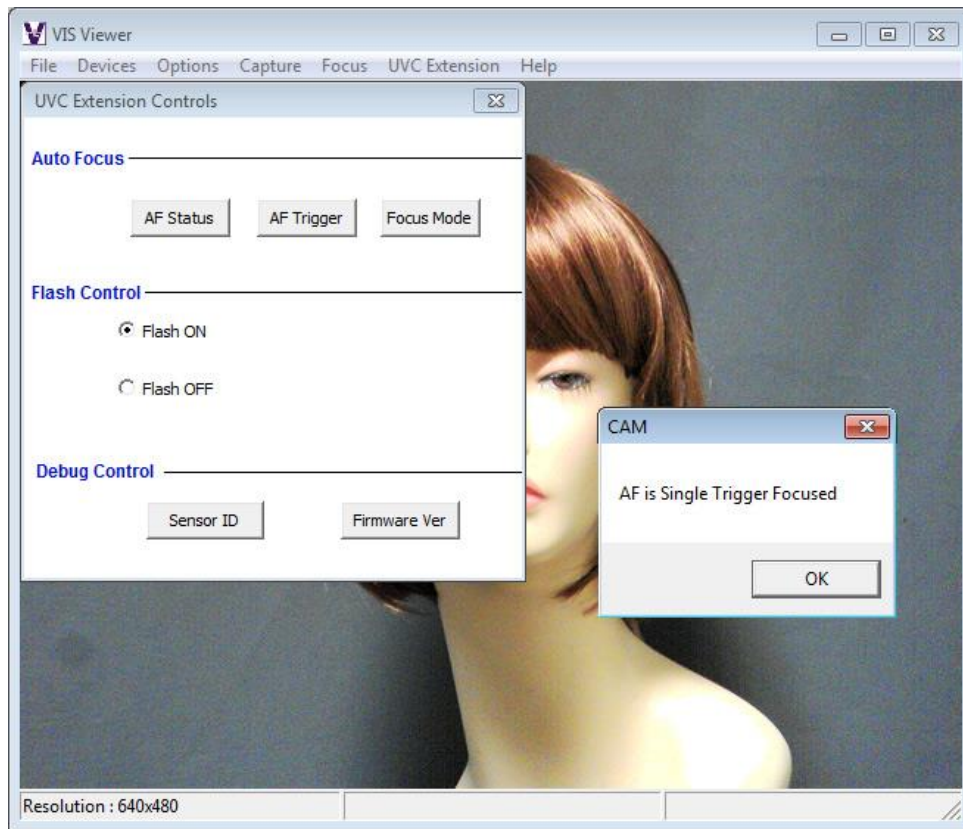 VIS Viewer
File Devices Options Capture Focus UVC Extension Help
UVC Extension Controls
Auto Focus
AF Status AF Trigger Focus Mode
Flash Control
Flash ON
Flash OFF
Debug Control
Sensor ID Firmware Ver
CAM
AF is Single Trigger Focused
OK
Resolution : 640x480